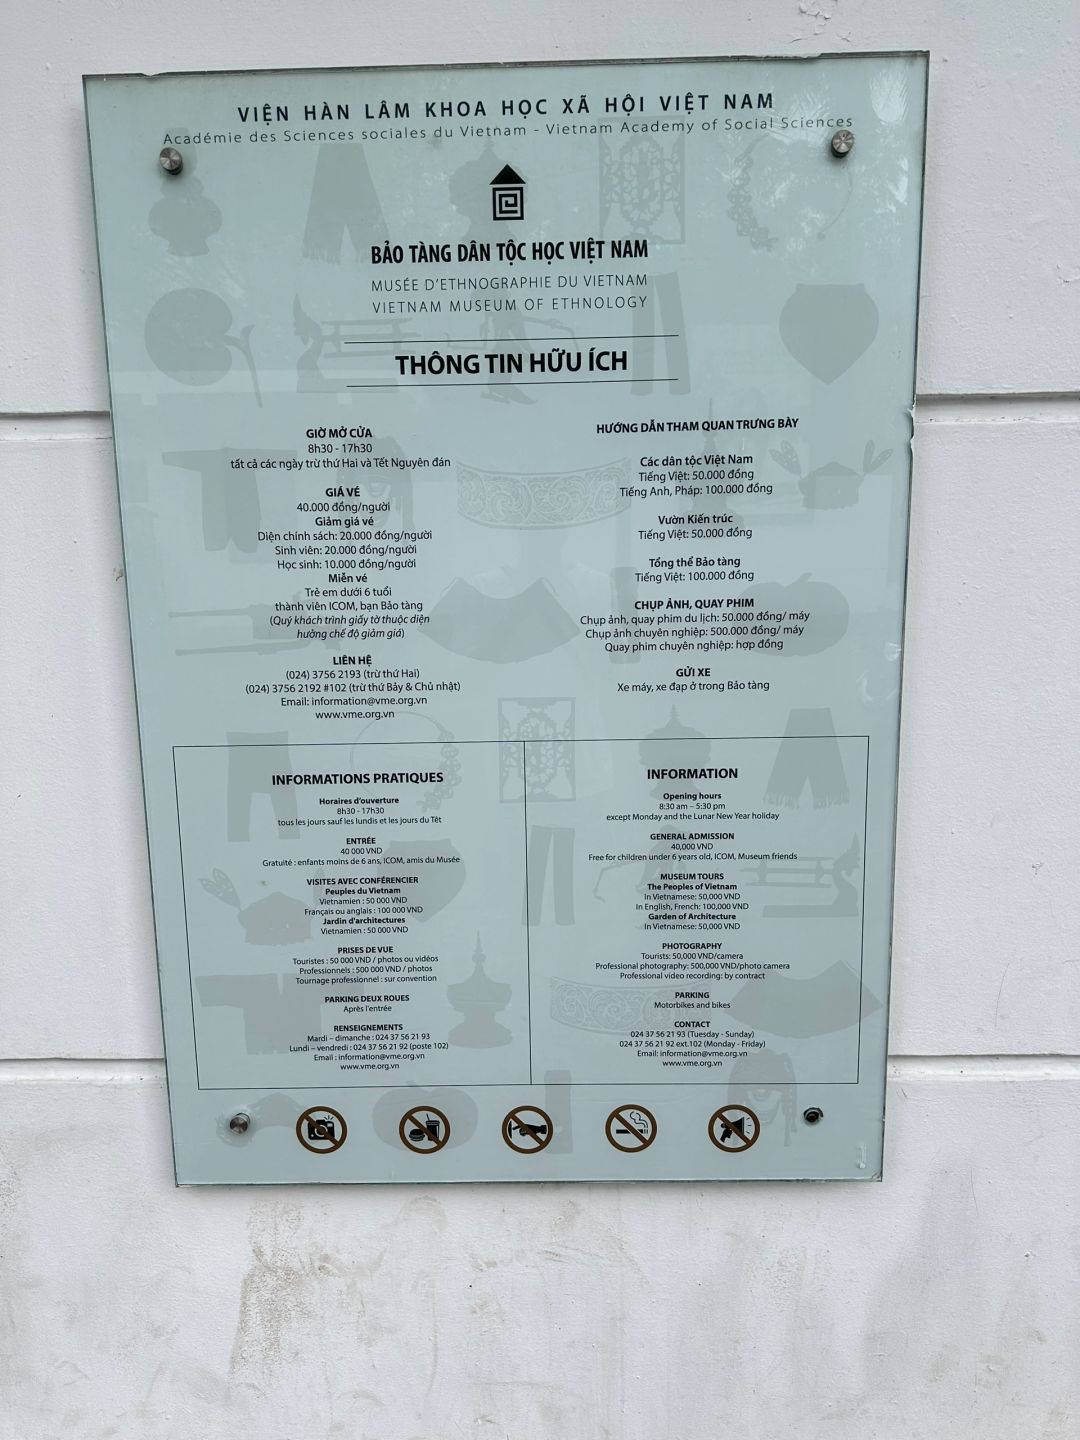 VIỆN HÀN LÂM KHOA HỌC XÃ HỘI VIỆT NAM
Académie des Sciences sociales du Vietnam - Vietnam Academy of Social Sciences
BẢO TÀNG DÂN TỘC HỌC VIỆT NAM
MUSÉE D'ETHNOGRAPHIE DU VIETNAM
VIETNAM MUSEUM OF ETHNOLOGY
THÔNG TIN HỮU ÍCH
GIỜ MỞ CỬA
8h30 - 17h30
tất cả các ngày trừ thứ Hai và Tết Nguyên đán
GIÁ VÉ
40.000 đồng/người
Giảm giá vé
Diện chính sách: 20.000 đồng/người
Sinh viên: 20.000 đồng/người
Học sinh: 10.000 đồng/người
Miễn vé
Trẻ em dưới 6 tuổi
thành viên ICOM, bạn Bảo tàng
(Quý khách trình giấy tờ thuộc diện
hưởng chế độ giảm giá)
LIÊN HỆ
(024) 3756 2193 (trừ thứ Hai)
(024) 3756 2192 #102 (trừ thứ Bảy & Chủ nhật)
Email: information@vme.org.vn
www.vme.org.vn
HƯỚNG DẪN THAM QUAN TRƯNG BÀY
Các dân tộc Việt Nam
Tiếng Việt: 50.000 đồng
Tiếng Anh, Pháp: 100.000 đồng
Vườn Kiến trúc
Tiếng Việt: 50.000 đồng
Tổng thể Bảo tàng
Tiếng Việt: 100.000 đồng
CHỤP ẢNH, QUAY PHIM
Chụp ảnh, quay phim du lịch: 50.000 đồng/ máy
Chụp ảnh chuyên nghiệp: 500.000 đồng/ máy
Quay phim chuyên nghiệp: hợp đồng
GỬI XE
Xe máy, xe đạp ở trong Bảo tàng
INFORMATIONS PRATIQUES
Horaires d'ouverture
8h30 - 17h30
tous les jours sauf les lundis et les jours du Têt
ENTRÉE
40 000 VND
Gratuité : enfants moins de 6 ans, ICOM, amis du Musée
VISITES AVEC CONFÉRENCIER
Peuples du Vietnam
Vietnamien : 50 000 VND
Français ou anglais : 100 000 VND
Jardin d'architectures
Vietnamien : 50 000 VND
PRISES DE VUE
Touristes : 50 000 VND / photos ou vidéos
Professionnels : 500 000 VND / photos
Tournage professionnel : sur convention
PARKING DEUX ROUES
Après l'entrée
RENSEIGNEMENTS
Mardi – dimanche : 024 37 56 21 93
Lundi – vendredi : 024 37 56 21 92 (poste 102)
Email : information@vme.org.vn
www.vme.org.vn
INFORMATION
Opening hours
8:30 am – 5:30 pm
except Monday and the Lunar New Year holiday
GENERAL ADMISSION
40,000 VND
Free for children under 6 years old, ICOM, Museum friends
MUSEUM TOURS
The Peoples of Vietnam
In Vietnamese: 50,000 VND
In English, French: 100,000 VND
Garden of Architecture
In Vietnamese: 50,000 VND
PHOTOGRAPHY
Tourists: 50,000 VND/camera
Professional photography: 500,000 VND/photo camera
Professional video recording: by contract
PARKING
Motorbikes and bikes
CONTACT
024 37 56 21 93 (Tuesday - Sunday)
024 37 56 21 92 ext.102 (Monday - Friday)
Email: information@vme.org.vn
www.vme.org.vn